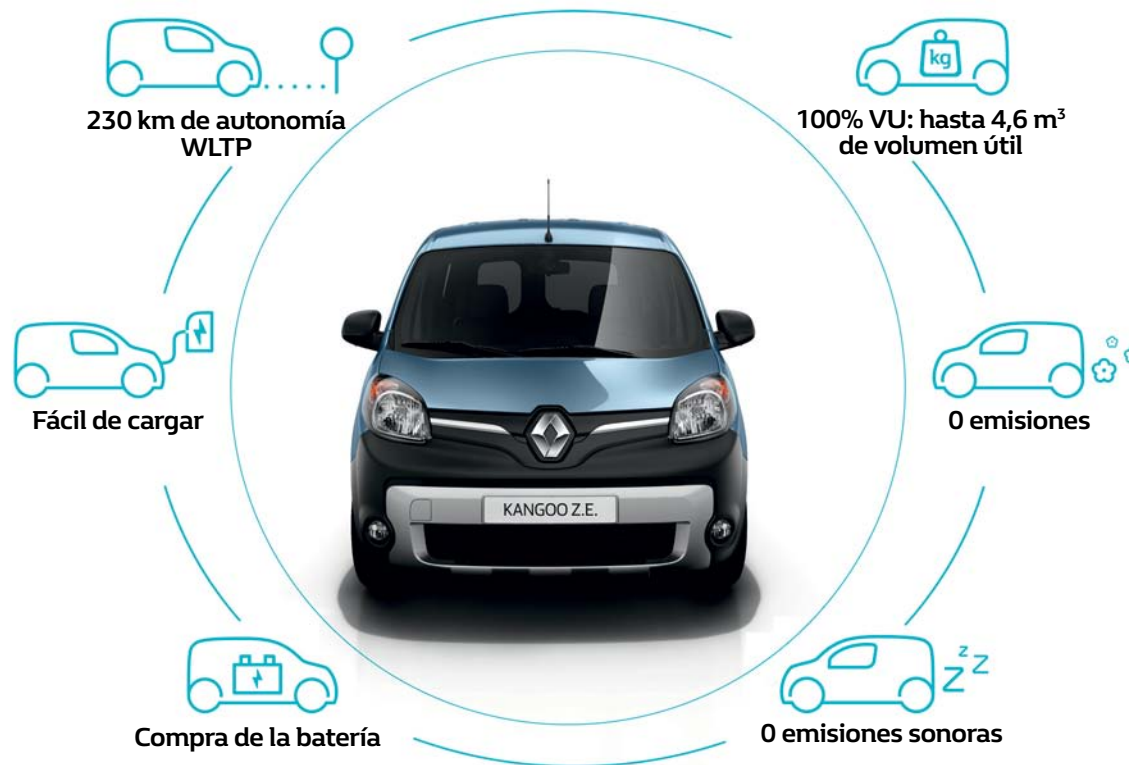 230 km de autonomía
WLTP
100% VU: hasta 4,6 m³
de volumen útil
kg
Fácil de cargar
0 emisiones
KANGOO Z.E.
Compra de la batería
0 emisiones sonoras
z z z